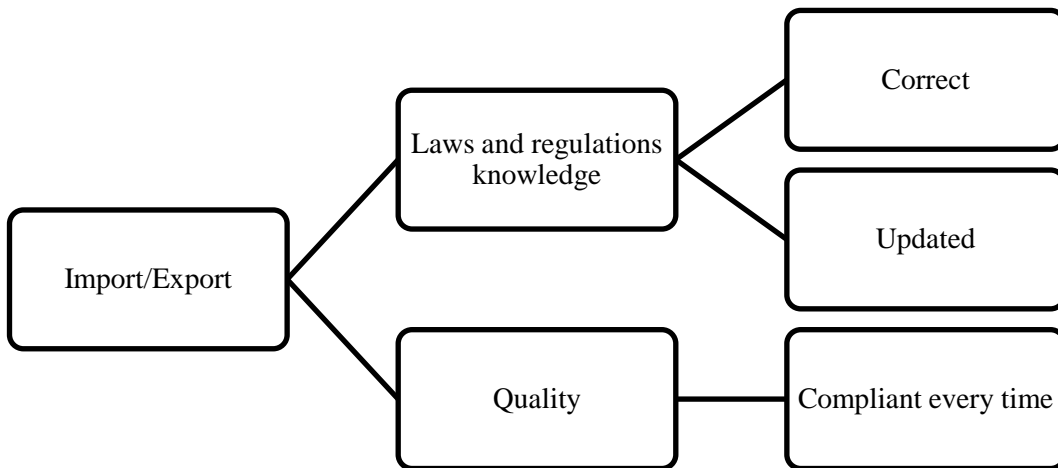 Import/Export
Laws and regulations
knowledge
Correct
Updated
Quality
Compliant every time